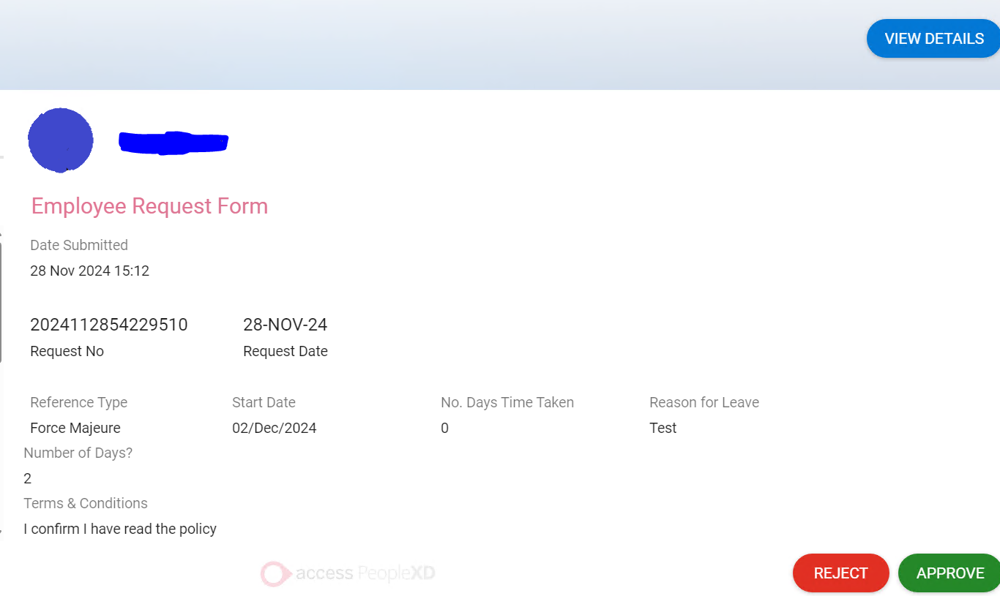 VIEW DETAILS
Employee Request Form
Date Submitted
28 Nov 2024 15:12
2024112854229510 28-NOV-24
Request No Request Date
Reference Type Start Date No. Days Time Taken Reason for Leave
Force Majeure 02/Dec/2024 0 Test
Number of Days?
2
Terms & Conditions
I confirm I have read the policy
access PeopleXD
REJECT APPROVE